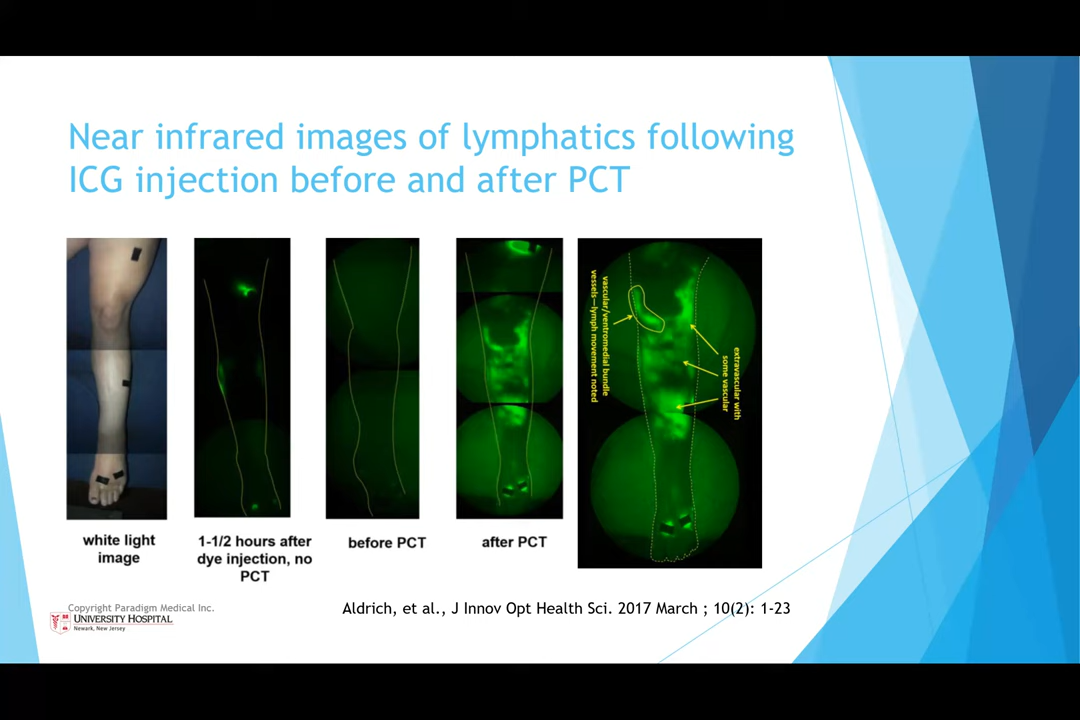 Near infrared images of lymphatics following
ICG injection before and after PCT
vascular/ventromedial bundle
vessels—lymph movement noted
extravascular with
some vascular
white light
image
1-1/2 hours after
dye injection, no
PCT
before PCT
after PCT
Copyright Paradigm Medical Inc.
UNIVERSITY HOSPITAL
Newark, New Jersey
Aldrich, et al., J Innov Opt Health Sci. 2017 March ; 10(2): 1-23